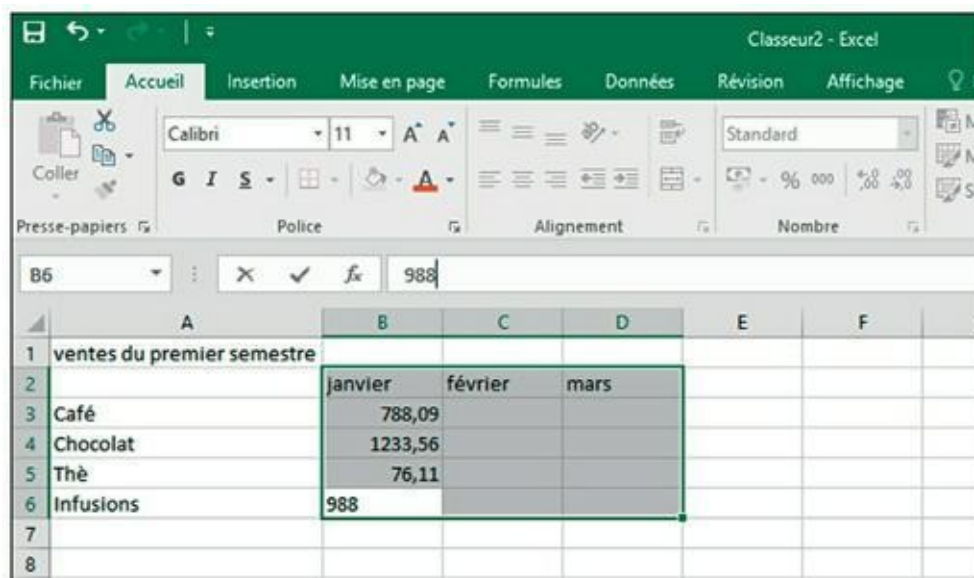 Classeur2 - Excel
Fichier Accueil Insertion Mise en page Formules Données Révision Affichage
Calibri 11 A A Standard
Coller G I S A % 000
Presse-papiers Police Alignement Nombre
B6 fx 988
A B C D E F
1 ventes du premier semestre
2 janvier février mars
3 Café 788,09
4 Chocolat 1233,56
5 Thè 76,11
6 Infusions 988
7
8